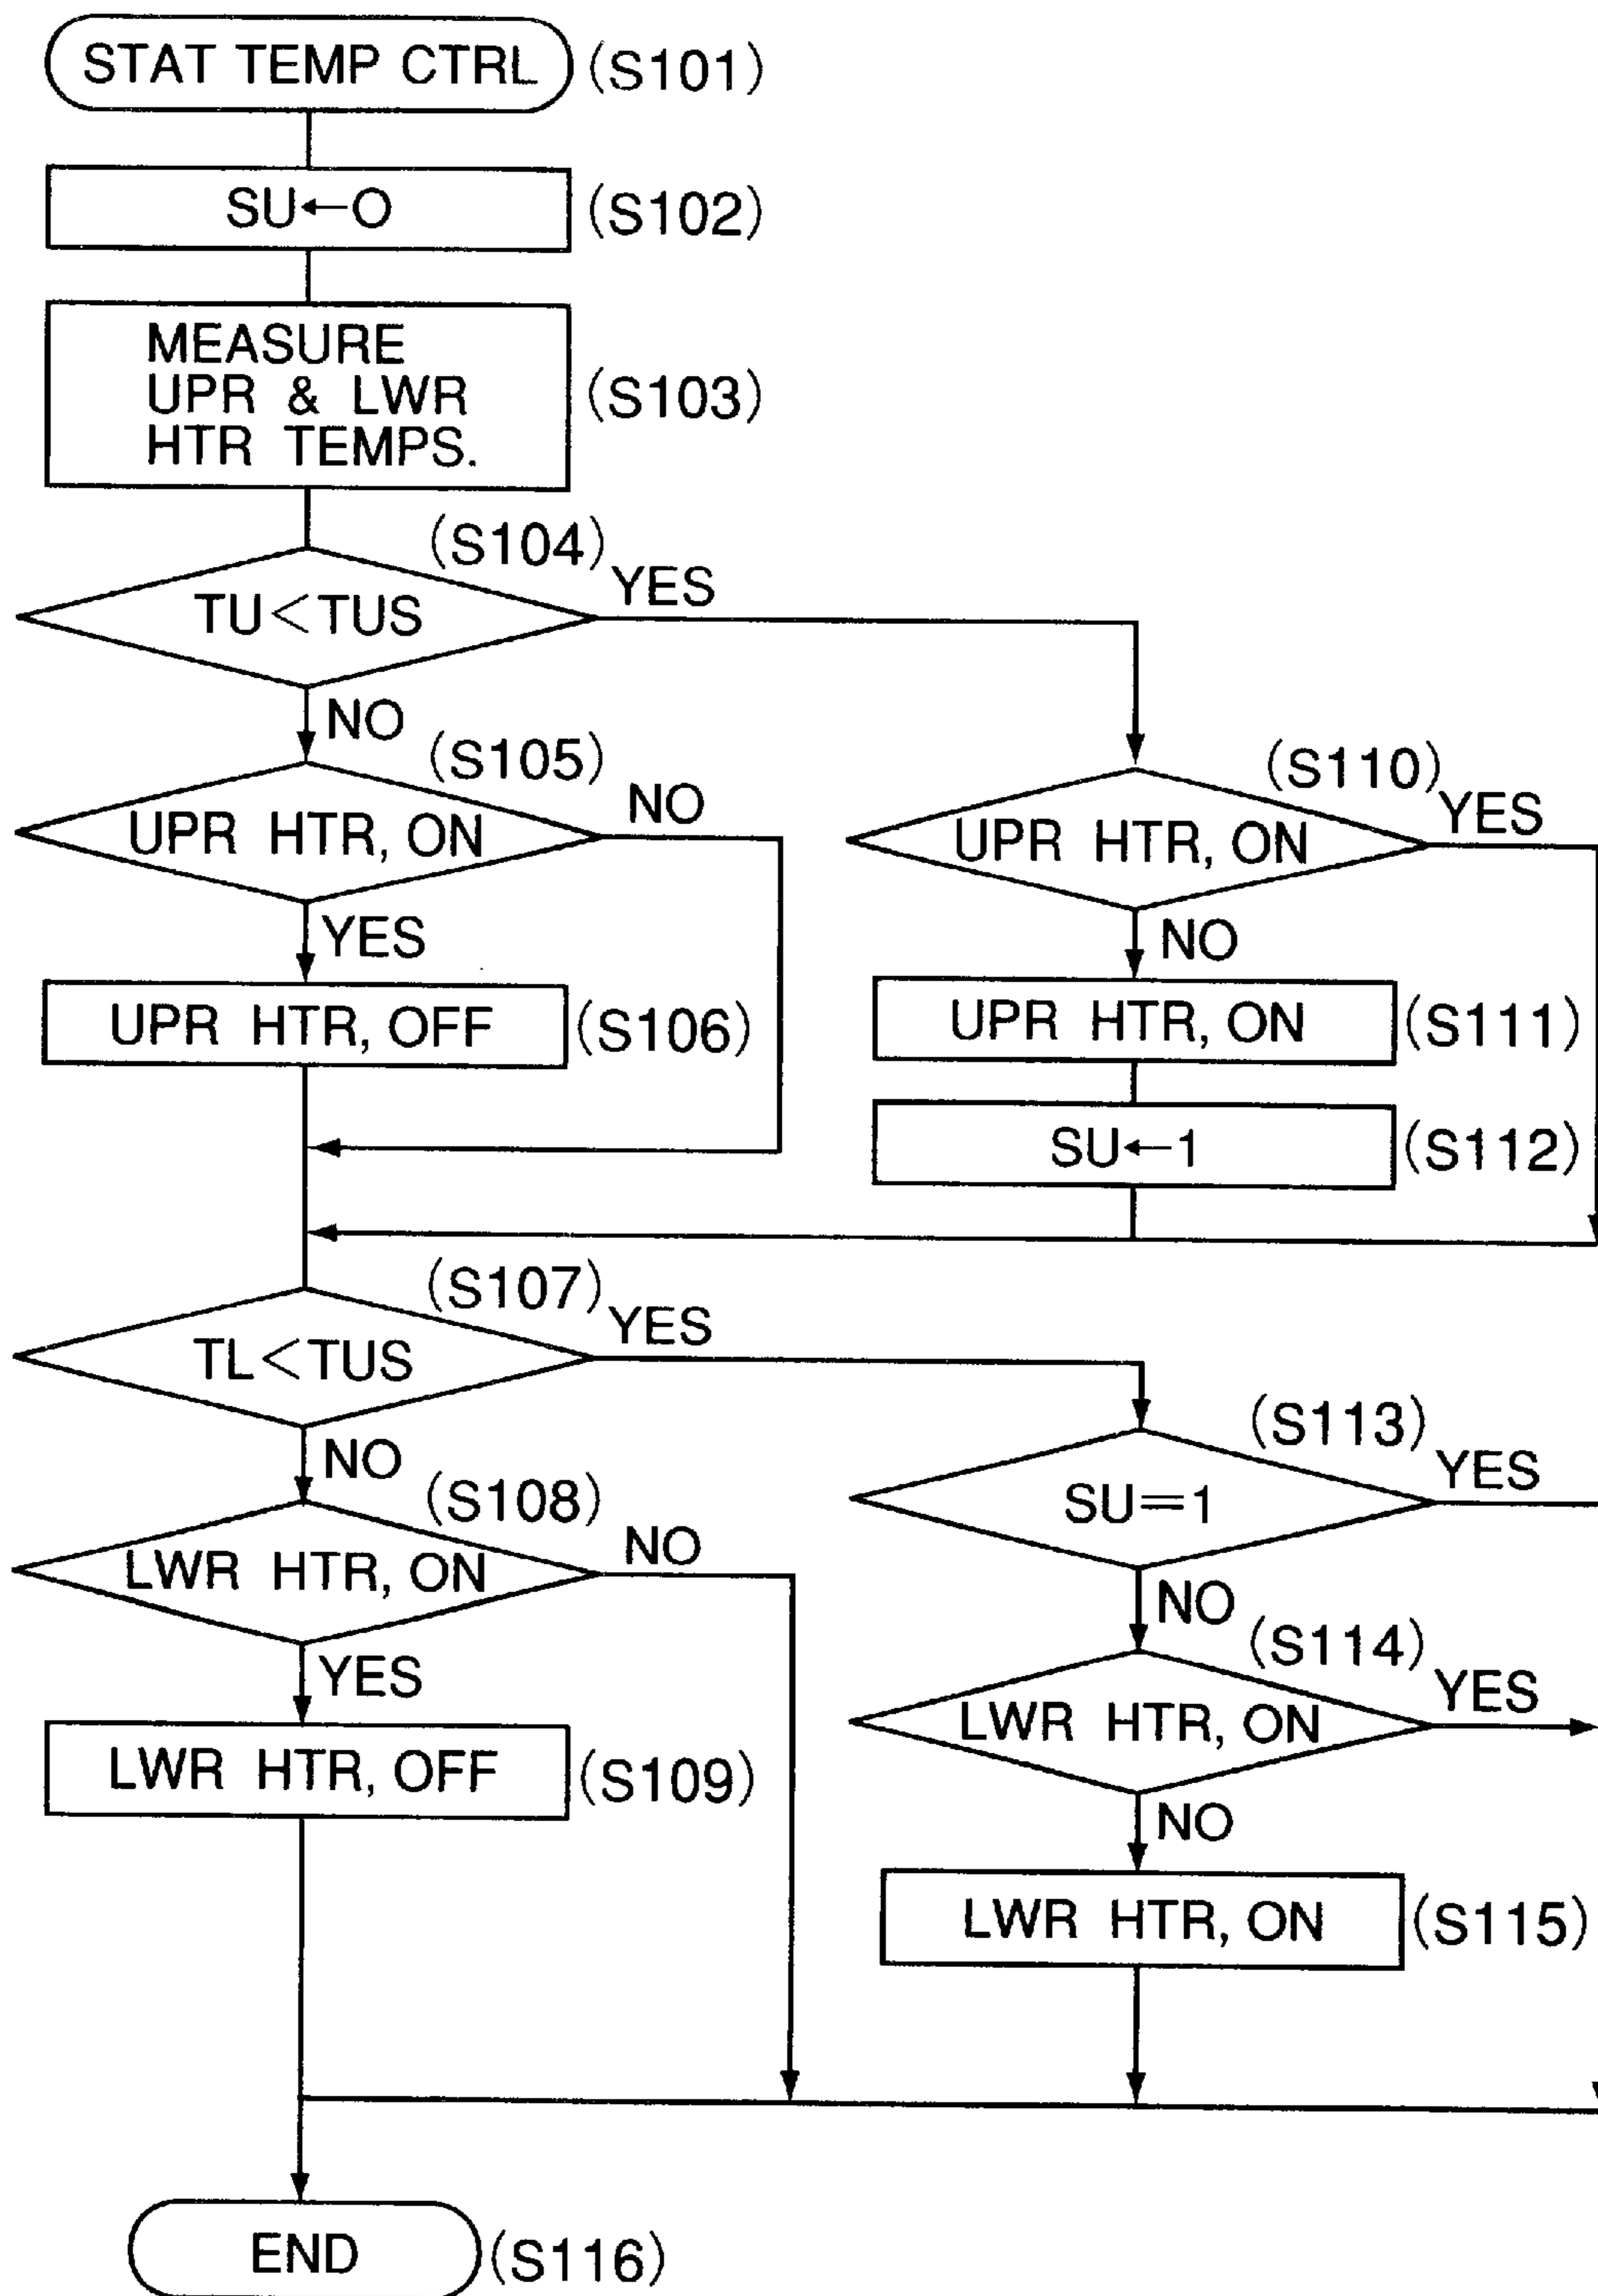 STAT TEMP CTRL (S101)
SU←O (S102)
MEASURE
UPR & LWR
HTR TEMPS.
(S103)
(S104)
TU<TUS
YES
NO
(S105)
UPR HTR, ON
NO
YES
UPR HTR, OFF (S106)
(S110)
UPR HTR, ON
YES
NO
UPR HTR, ON (S111)
SU←1 (S112)
(S107)
TL<TUS
YES
NO
(S108)
LWR HTR, ON
NO
YES
LWR HTR, OFF (S109)
(S113)
SU=1
YES
NO
(S114)
LWR HTR, ON
YES
NO
LWR HTR, ON (S115)
END (S116)